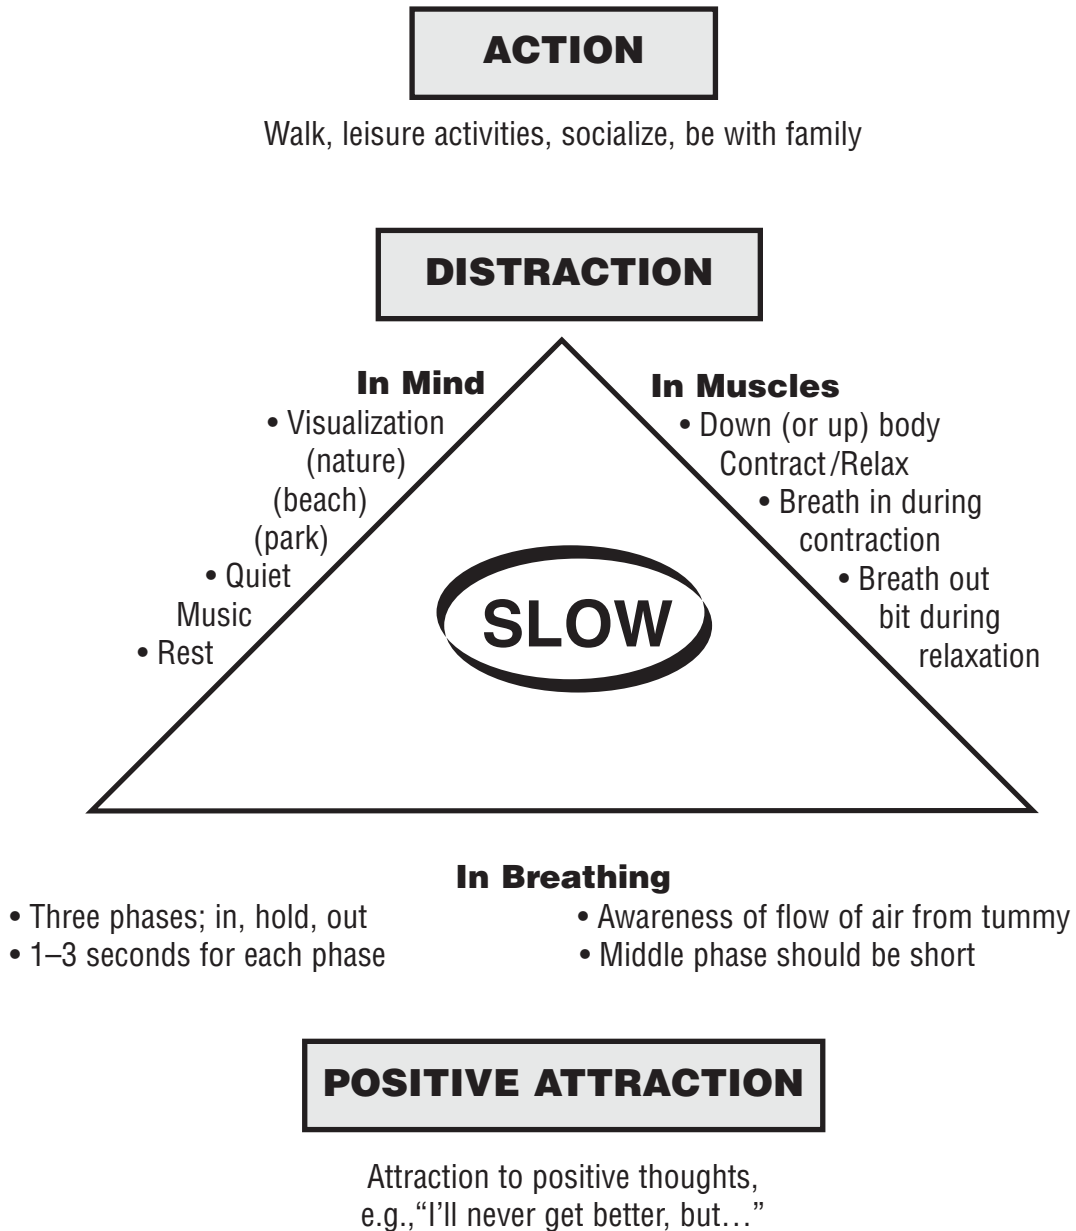 ACTION
Walk, leisure activities, socialize, be with family
DISTRACTION
In Mind
• Visualization
(nature)
(beach)
(park)
• Quiet
Music
• Rest
In Muscles
• Down (or up) body
Contract/Relax
• Breath in during
contraction
• Breath out
bit during
relaxation
SLOW
In Breathing
• Three phases; in, hold, out
• 1–3 seconds for each phase
• Awareness of flow of air from tummy
• Middle phase should be short
POSITIVE ATTRACTION
Attraction to positive thoughts,
e.g.,“I’ll never get better, but…”